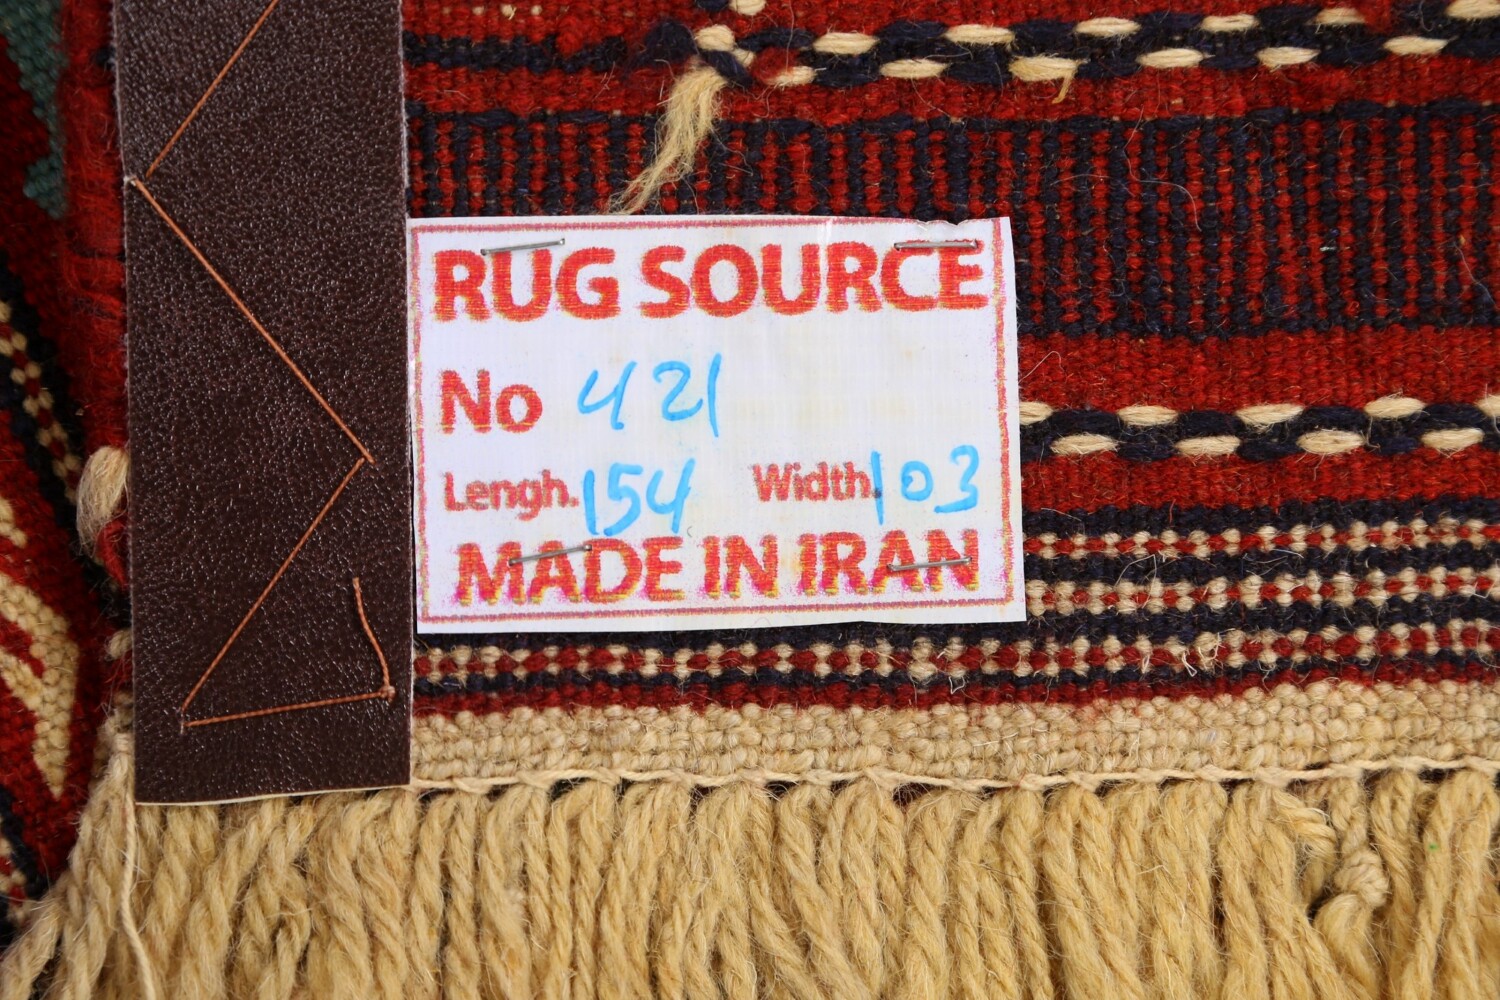 RUG SOURCE
No 421
Lengh. 154 Width. 103
MADE IN IRAN